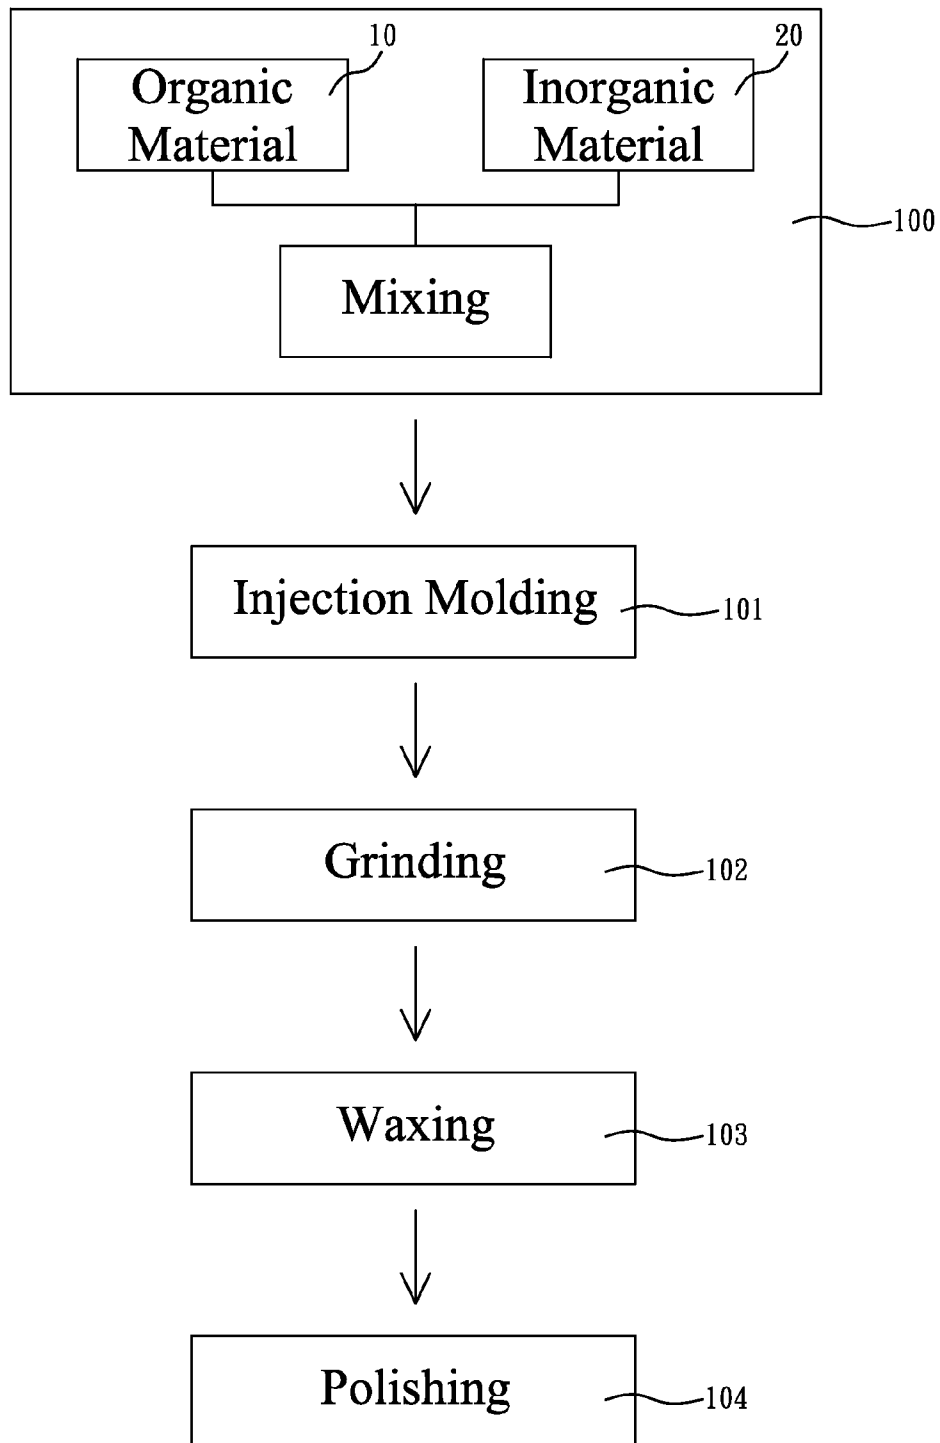 10
20
Organic
Material
Inorganic
Material
100
Mixing
Injection Molding
101
Grinding
102
Waxing
103
Polishing
104